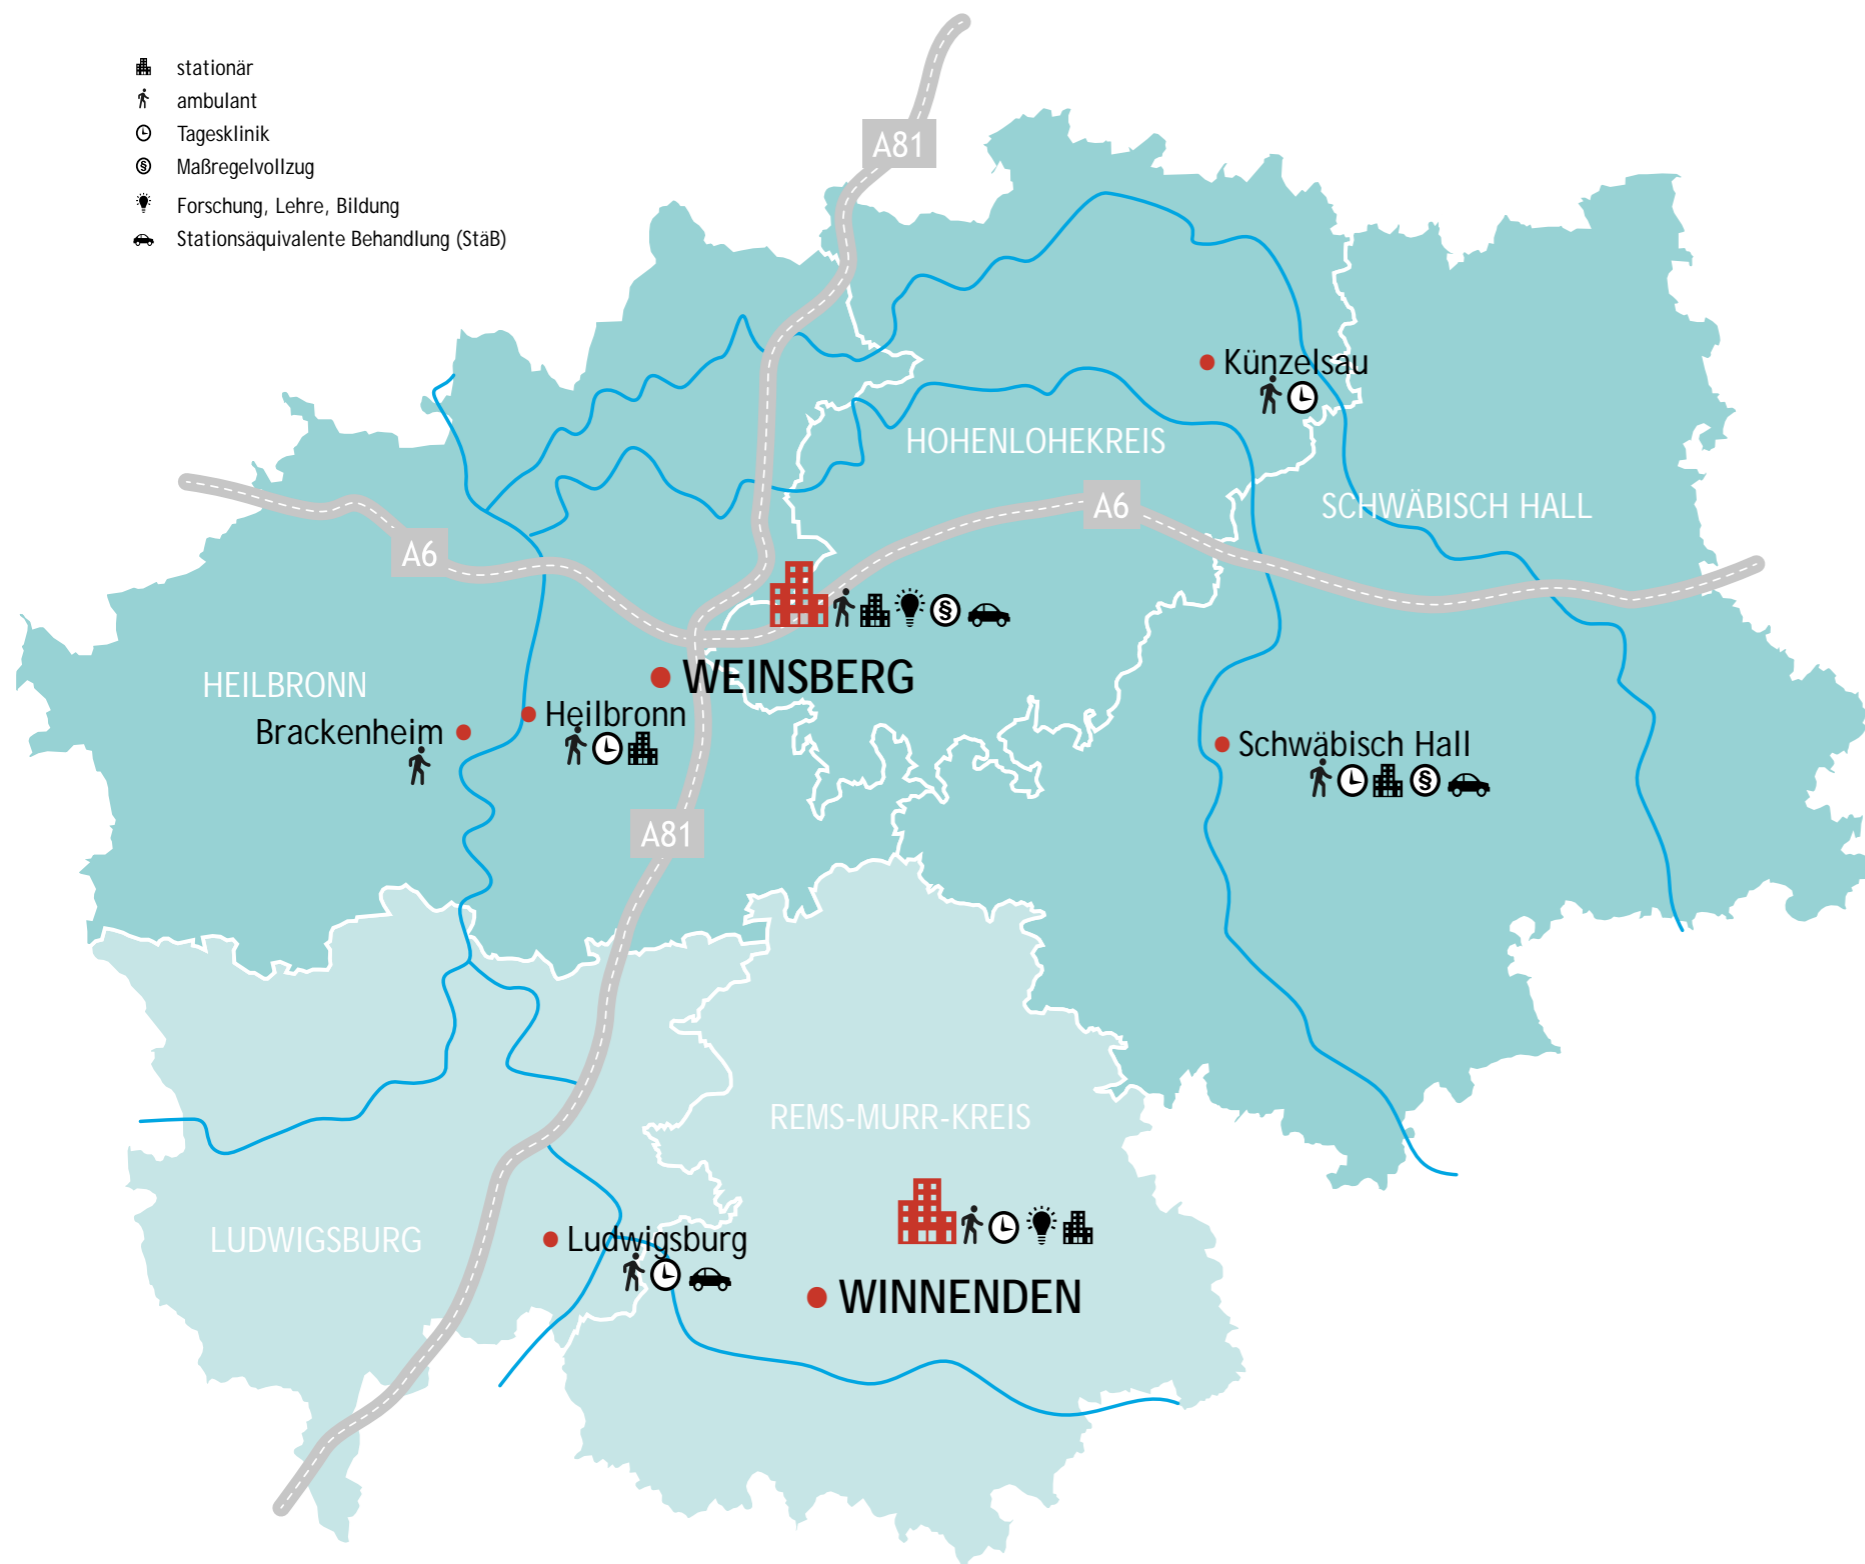 stationär
ambulant
Tagesklinik
Maßregelvollzug
Forschung, Lehre, Bildung
Stationsäquivalente Behandlung (StäB)
A81
Künzelsau
HOHENLOHEKREIS
SCHWÄBISCH HALL
A6
A6
§
WEINSBERG
HEILBRONN
Heilbronn
Brackenheim
Schwäbisch Hall
§
A81
REMS-MURR-KREIS
LUDWIGSBURG
Ludwigsburg
WINNENDEN